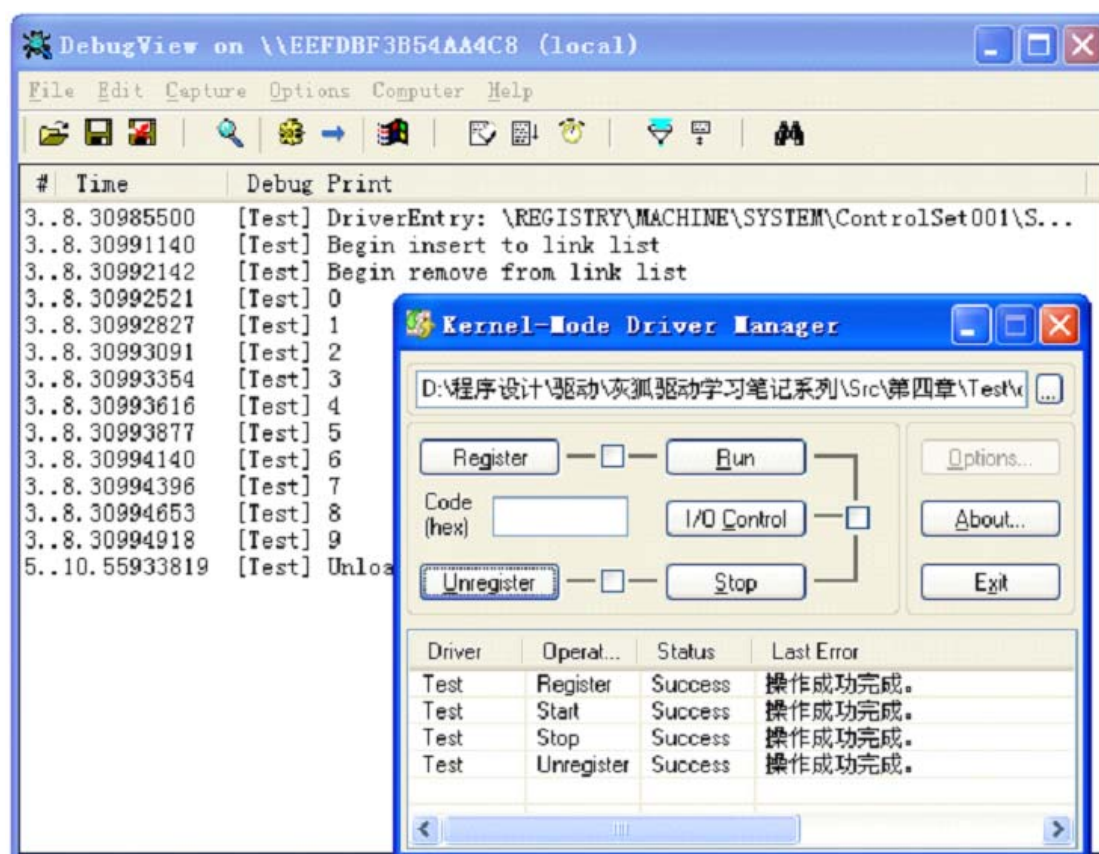 DebugView on \\EEFDBF3B54AA4C8 (local)
File Edit Capture Options Computer Help
# Time Debug Print
3..8.30985500 [Test] DriverEntry: \REGISTRY\MACHINE\SYSTEM\ControlSet001\S...
3..8.30991140 [Test] Begin insert to link list
3..8.30992142 [Test] Begin remove from link list
3..8.30992521 [Test] 0
3..8.30992827 [Test] 1
3..8.30993091 [Test] 2
3..8.30993354 [Test] 3
3..8.30993616 [Test] 4
3..8.30993877 [Test] 5
3..8.30994140 [Test] 6
3..8.30994396 [Test] 7
3..8.30994653 [Test] 8
3..8.30994918 [Test] 9
5..10.55933819 [Test] Unloa
Kernel-Mode Driver Manager
D:\程序设计\驱动\灰狐驱动学习笔记系列\Src\第四章\Test\ ...
Register Run Options...
Code (hex) I/O Control About...
Unregister Stop Exit
Driver Operat... Status Last Error
Test Register Success 操作成功完成。
Test Start Success 操作成功完成。
Test Stop Success 操作成功完成。
Test Unregister Success 操作成功完成。